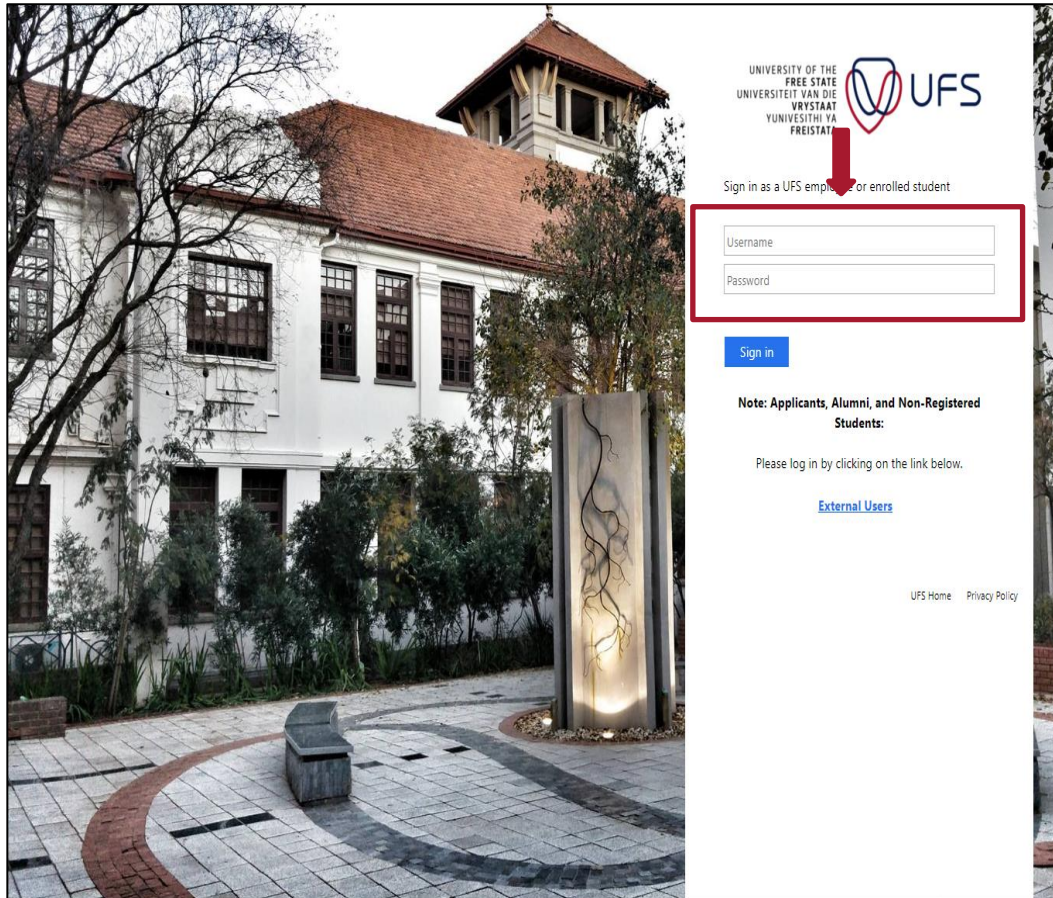 UNIVERSITY OF THE
FREE STATE
UNIVERSITEIT VAN DIE
VRYSTAAT
YUNIVESITHI YA
FREISTATA
UFS
Sign in as a UFS employee or enrolled student
Username
Password
Sign in
Note: Applicants, Alumni, and Non-Registered
Students:
Please log in by clicking on the link below.
External Users
UFS Home Privacy Policy